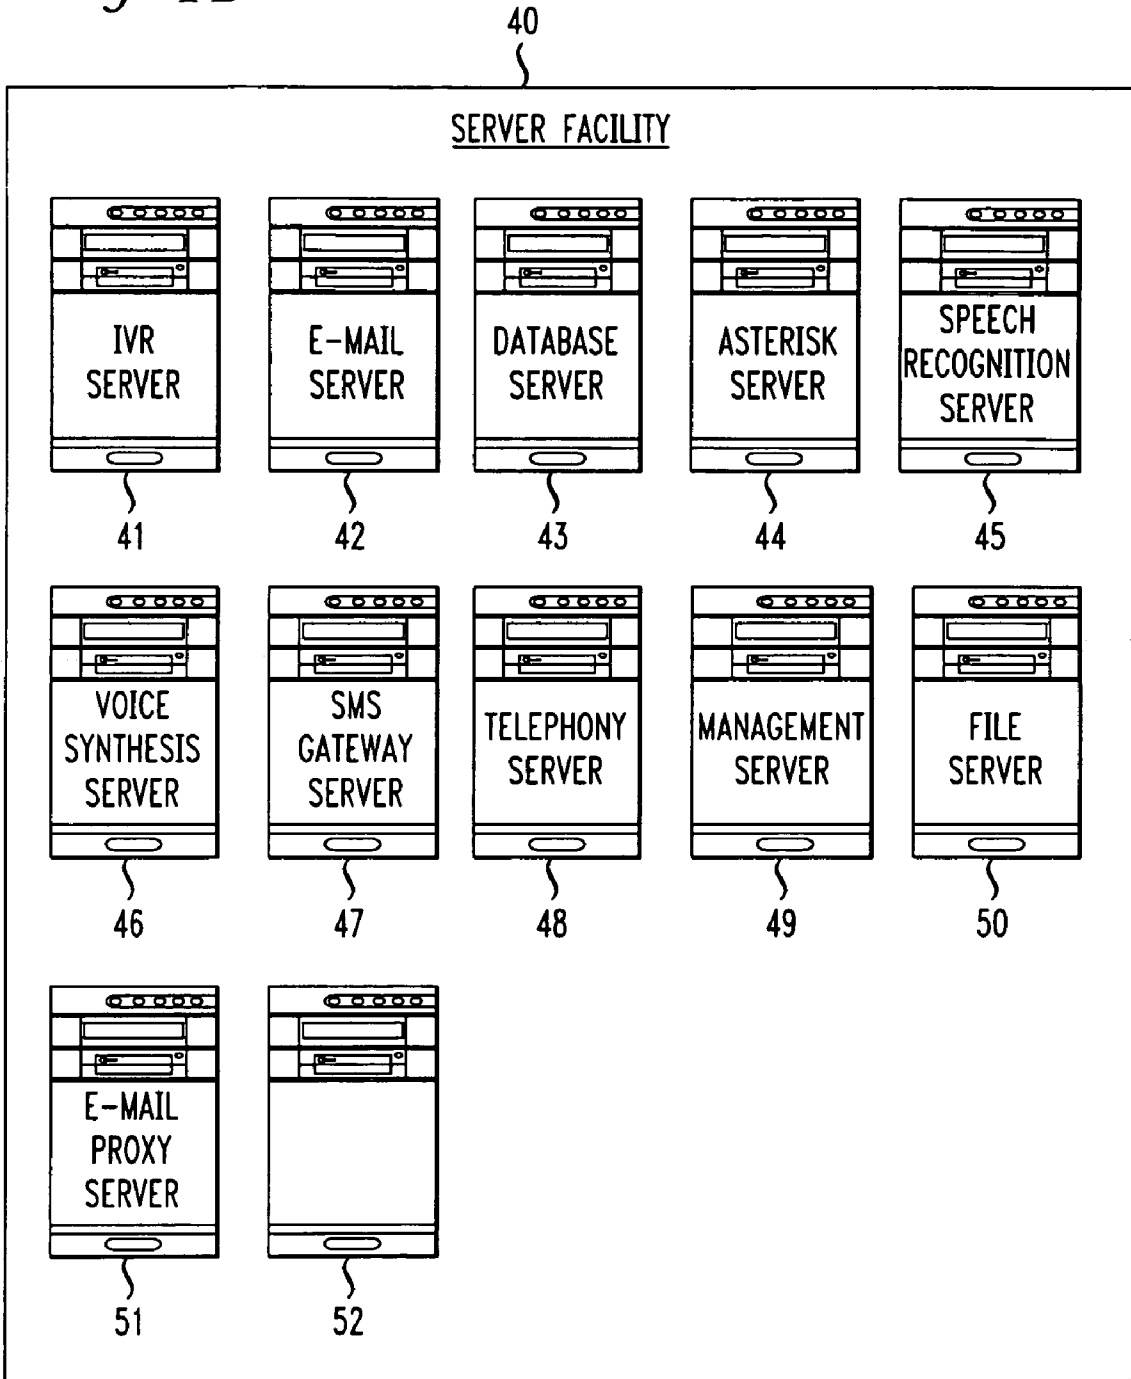 40
SERVER FACILITY
IVR
SERVER
E-MAIL
SERVER
DATABASE
SERVER
ASTERISK
SERVER
SPEECH
RECOGNITION
SERVER
41
42
43
44
45
VOICE
SYNTHESIS
SERVER
SMS
GATEWAY
SERVER
TELEPHONY
SERVER
MANAGEMENT
SERVER
FILE
SERVER
46
47
48
49
50
E-MAIL
PROXY
SERVER
51
52